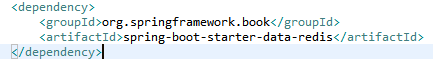 <dependency>
<groupId>org.springframework.book</groupId>
<artifactId>spring-boot-starter-data-redis</artifactId>
</dependency>